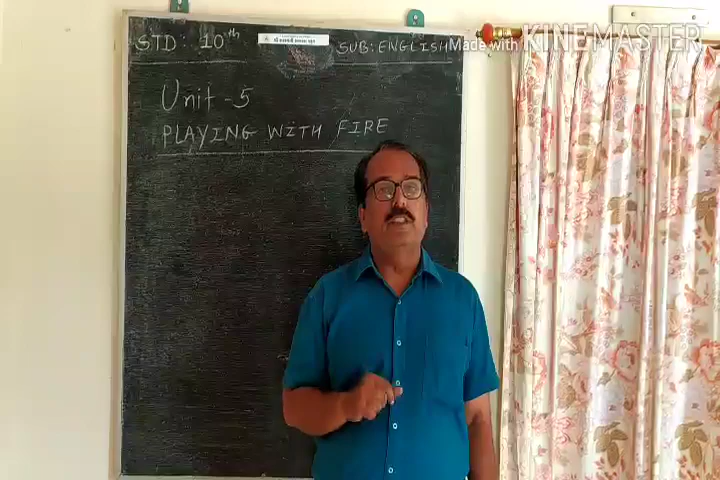 STD: 10th
SUB: ENGLISH
Made with KINEMASTER
Unit - 5
PLAYING WITH FIRE